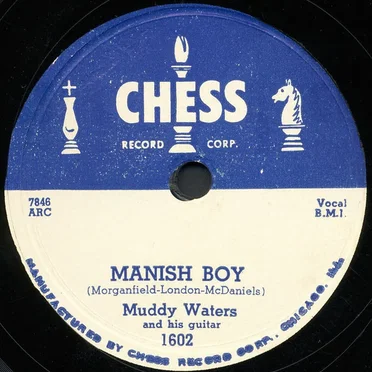 CHESS
RECORD CORP.
7846
ARC
Vocal
B.M.I.
MANISH BOY
(Morganfield-London-McDaniels)
Muddy Waters
and his guitar
1602
MANUFACTURED BY CHESS RECORD CORP., CHICAGO, ILL.